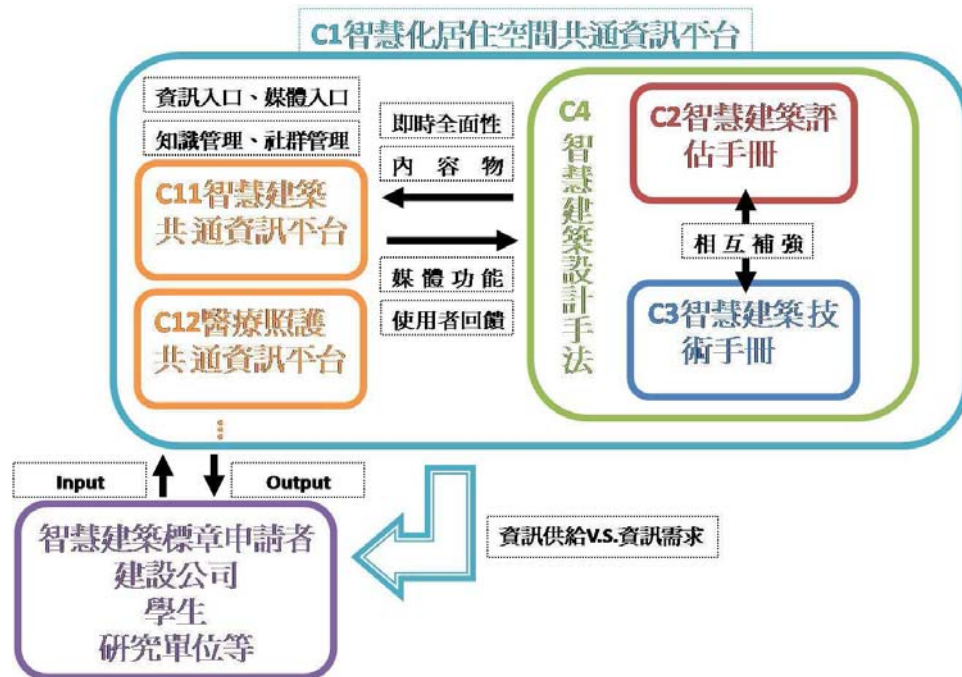 C1智慧化居住空間共通資訊平台
資訊入口、媒體入口
知識管理、社群管理
C11智慧建築
共通資訊平台
C12醫療照護
共通資訊平台
即時全面性
內容物
媒體功能
使用者回饋
C4
智慧建築設計手法
C2智慧建築評
估手冊
相互補強
C3智慧建築技
術手冊
Input
Output
智慧建築標章申請者
建設公司
學生
研究單位等
資訊供給V.S.資訊需求